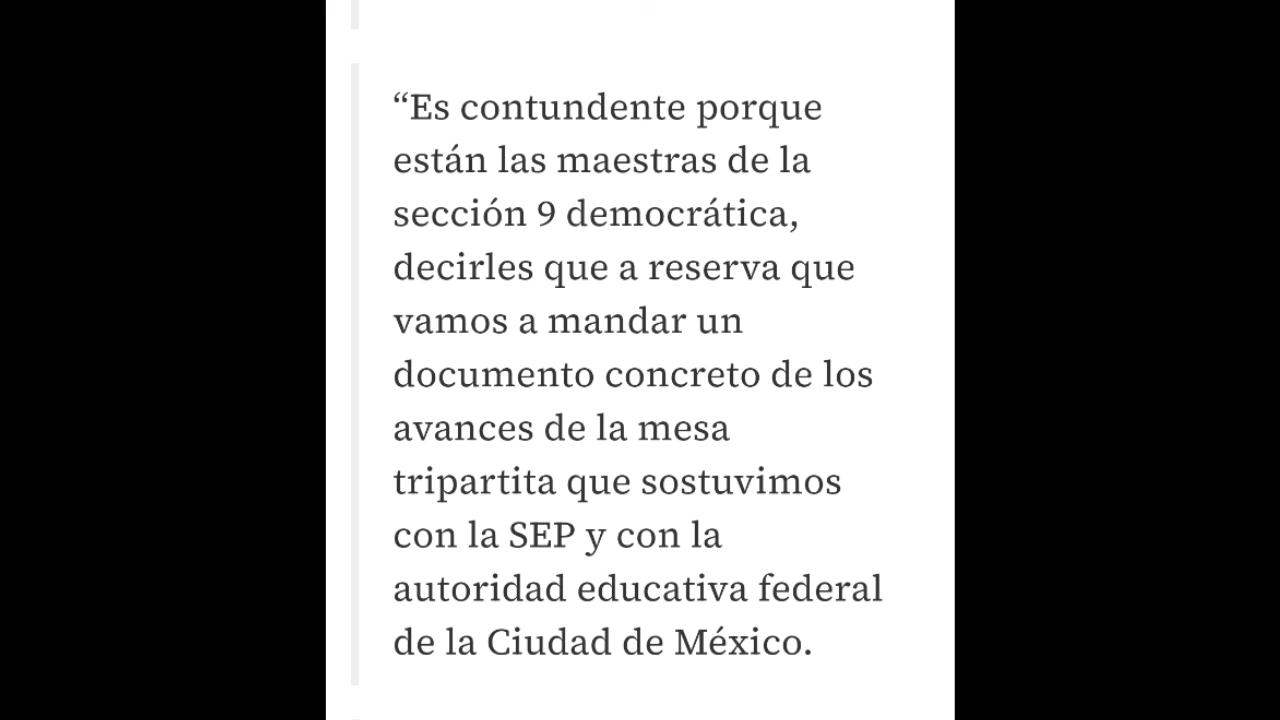 “Es contundente porque
están las maestras de la
sección 9 democrática,
decirles que a reserva que
vamos a mandar un
documento concreto de los
avances de la mesa
tripartita que sostuvimos
con la SEP y con la
autoridad educativa federal
de la Ciudad de México.